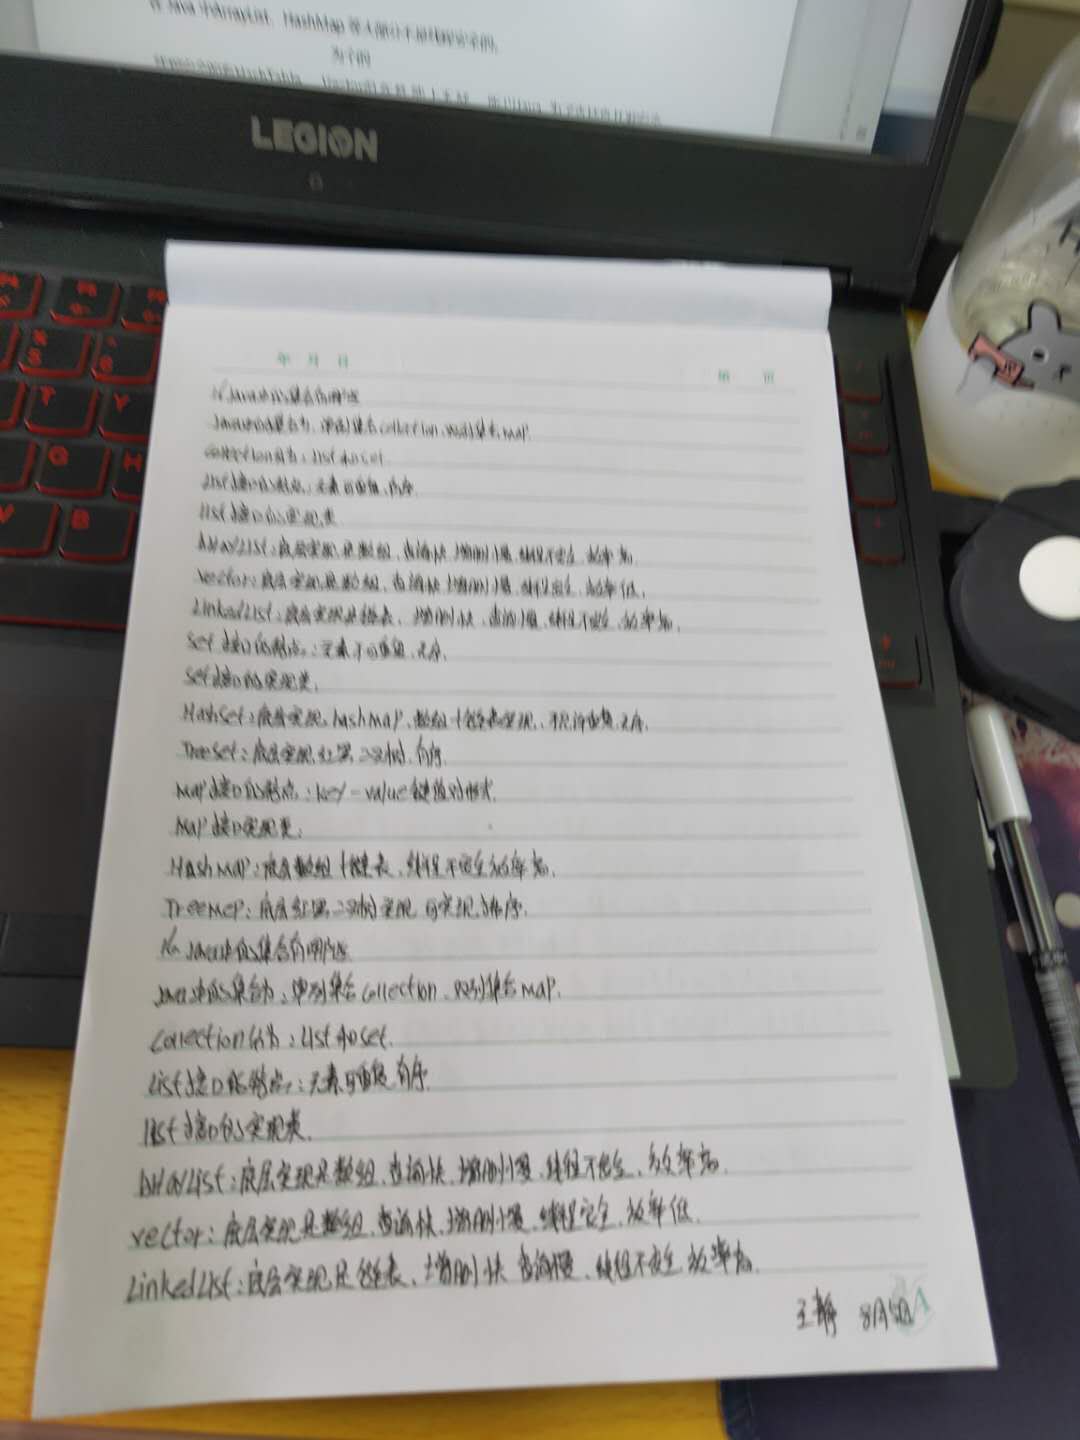 在Java中ArrayList、HashMap等大部分不是线程安全的,
LEGION
年 月 日
第 页
1、Java中的集合有哪些
Java中的集合为:单列集合collection、双列集合map.
collection分为:List和set.
List接口的特点:元素可重复,有序.
list接口的实现类
ArrayList:底层实现是数组,查询快,增删慢,线程不安全,效率高.
vector:底层实现是数组,查询快,增删慢,线程安全,效率低.
LinkedList:底层实现是链表,增删快,查询慢,线程不安全,效率高.
Set接口的特点:元素不可重复,无序.
Set接口的实现类.
HashSet:底层实现hashmap,数组+链表实现,不允许重复,无序.
TreeSet:底层实现红黑二叉树,有序.
Map接口的特点:key-value键值对形式.
Map接口实现类:
HashMap:底层数组+链表,线程不安全,效率高.
TreeMap:底层红黑二叉树实现,可实现排序.
1、Java中的集合有哪些
Java中的集合为:单列集合Collection、双列集合map.
Collection分为:List和set.
List接口的特点:元素可重复,有序.
list接口的实现类.
ArrayList:底层实现是数组,查询快,增删慢,线程不安全,效率高.
vector:底层实现是数组,查询快,增删慢,线程安全,效率低.
LinkedList:底层实现是链表,增删快,查询慢,线程不安全,效率高.
王静 8月5日